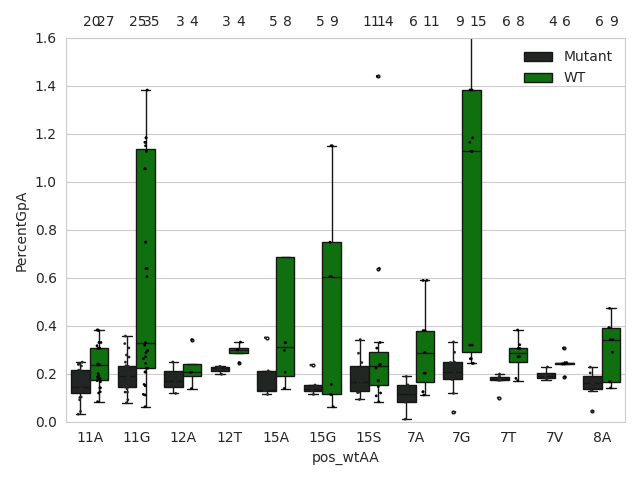 20 27 25 35 3 4 3 4 5 8 5 9 11 14 6 11 9 15 6 8 4 6 6 9
1.6
Mutant
WT
1.4
1.2
1.0
0.8
0.6
0.4
0.2
0.0
PercentGpA
11A 11G 12A 12T 15A 15G 15S 7A 7G 7T 7V 8A
pos_wtAA